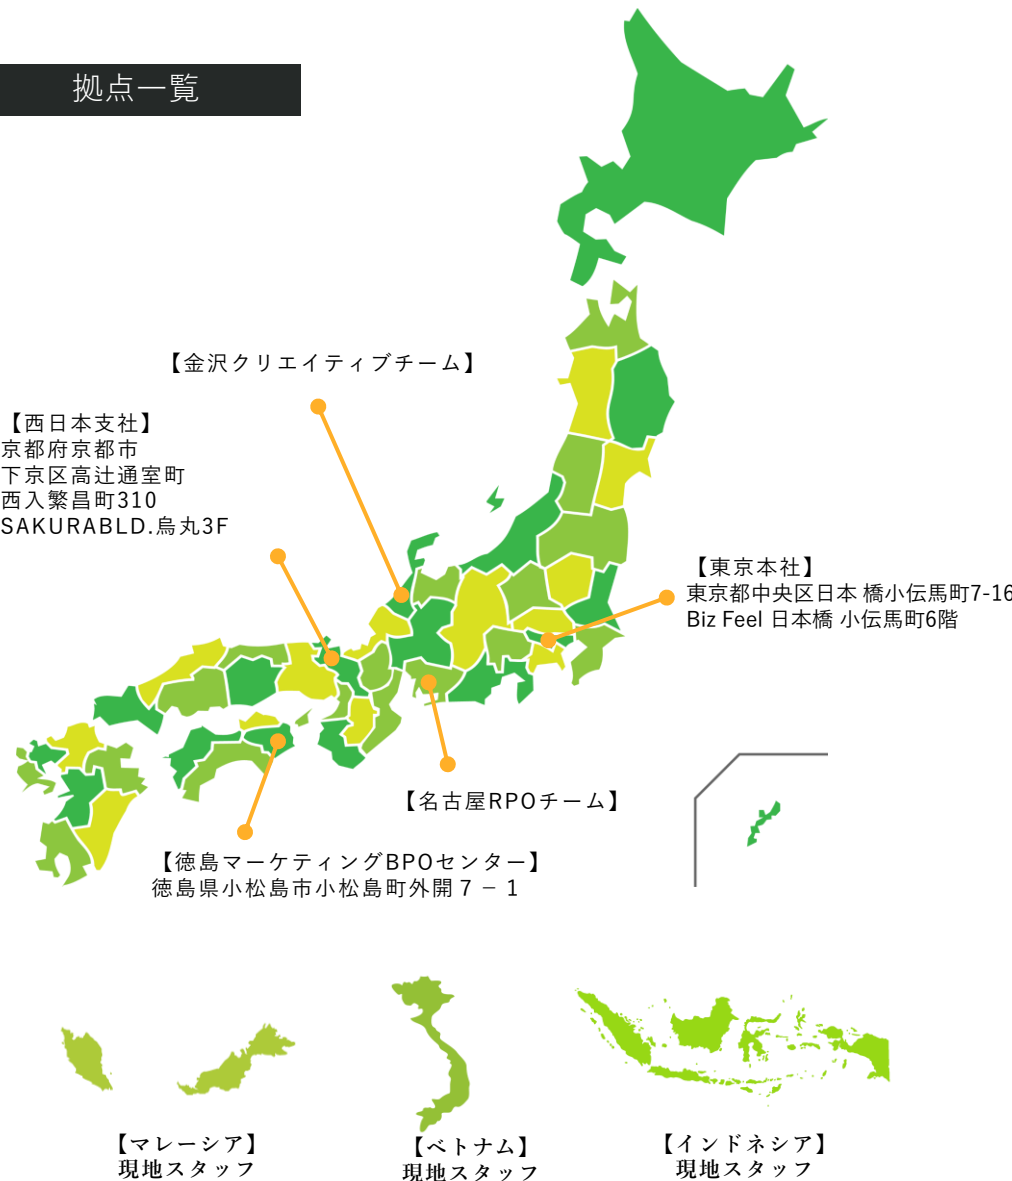 拠点一覧
【金沢クリエイティブチーム】
【西日本支社】
京都府京都市
下京区高辻通室町
西入繁昌町310
SAKURABLD.烏丸3F
【東京本社】
東京都中央区日本 橋小伝馬町7-16
Biz Feel 日本橋 小伝馬町6階
【名古屋RPOチーム】
【徳島マーケティングBPOセンター】
徳島県小松島市小松島町外開７－１
【マレーシア】
現地スタッフ
【ベトナム】
現地スタッフ
【インドネシア】
現地スタッフ